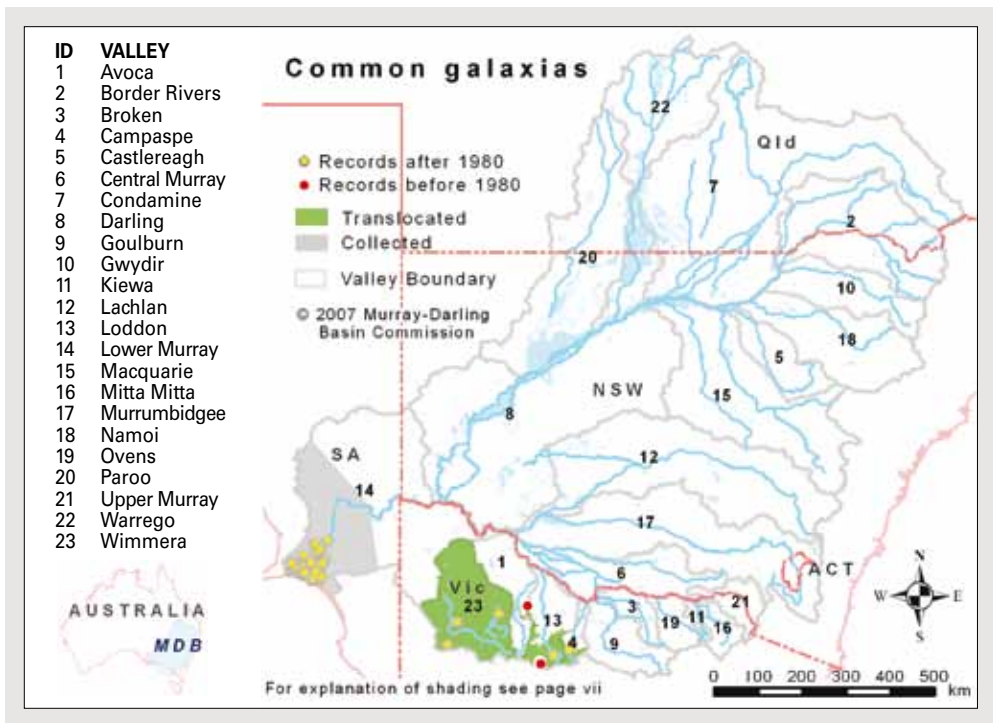 ID VALLEY
1 Avoca
2 Border Rivers
3 Broken
4 Campaspe
5 Castlereagh
6 Central Murray
7 Condamine
8 Darling
9 Goulburn
10 Gwydir
11 Kiewa
12 Lachlan
13 Loddon
14 Lower Murray
15 Macquarie
16 Mitta Mitta
17 Murrumbidgee
18 Namoi
19 Ovens
20 Paroo
21 Upper Murray
22 Warrego
23 Wimmera
AUSTRALIA
MDB
Common galaxias
Records after 1980
Records before 1980
Translocated
Collected
Valley Boundary
© 2007 Murray-Darling
Basin Commission
22
Qld
7
2
20
10
18
5
NSW
15
8
SA
12
14
17
ACT
1
6
Vic
23
21
3
13
19
11
16
4
9
N
W
E
S
For explanation of shading see page vii
0 100 200 300 400 500
km